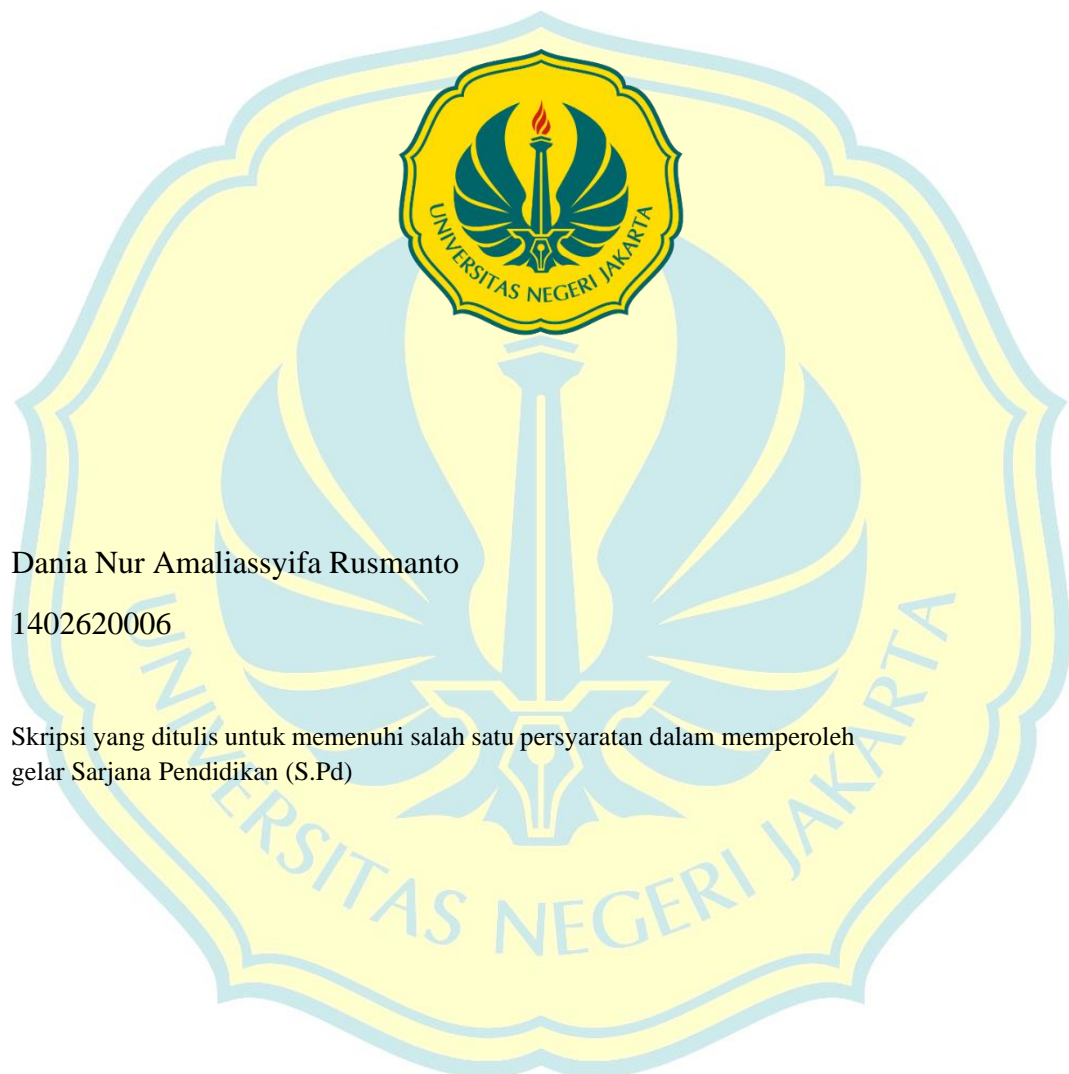 UNIVERSITAS NEGERI JAKARTA
Dania Nur Amaliassyifa Rusmanto
1402620006
Skripsi yang ditulis untuk memenuhi salah satu persyaratan dalam memperoleh
gelar Sarjana Pendidikan (S.Pd)
UNIVERSITAS NEGERI JAKARTA